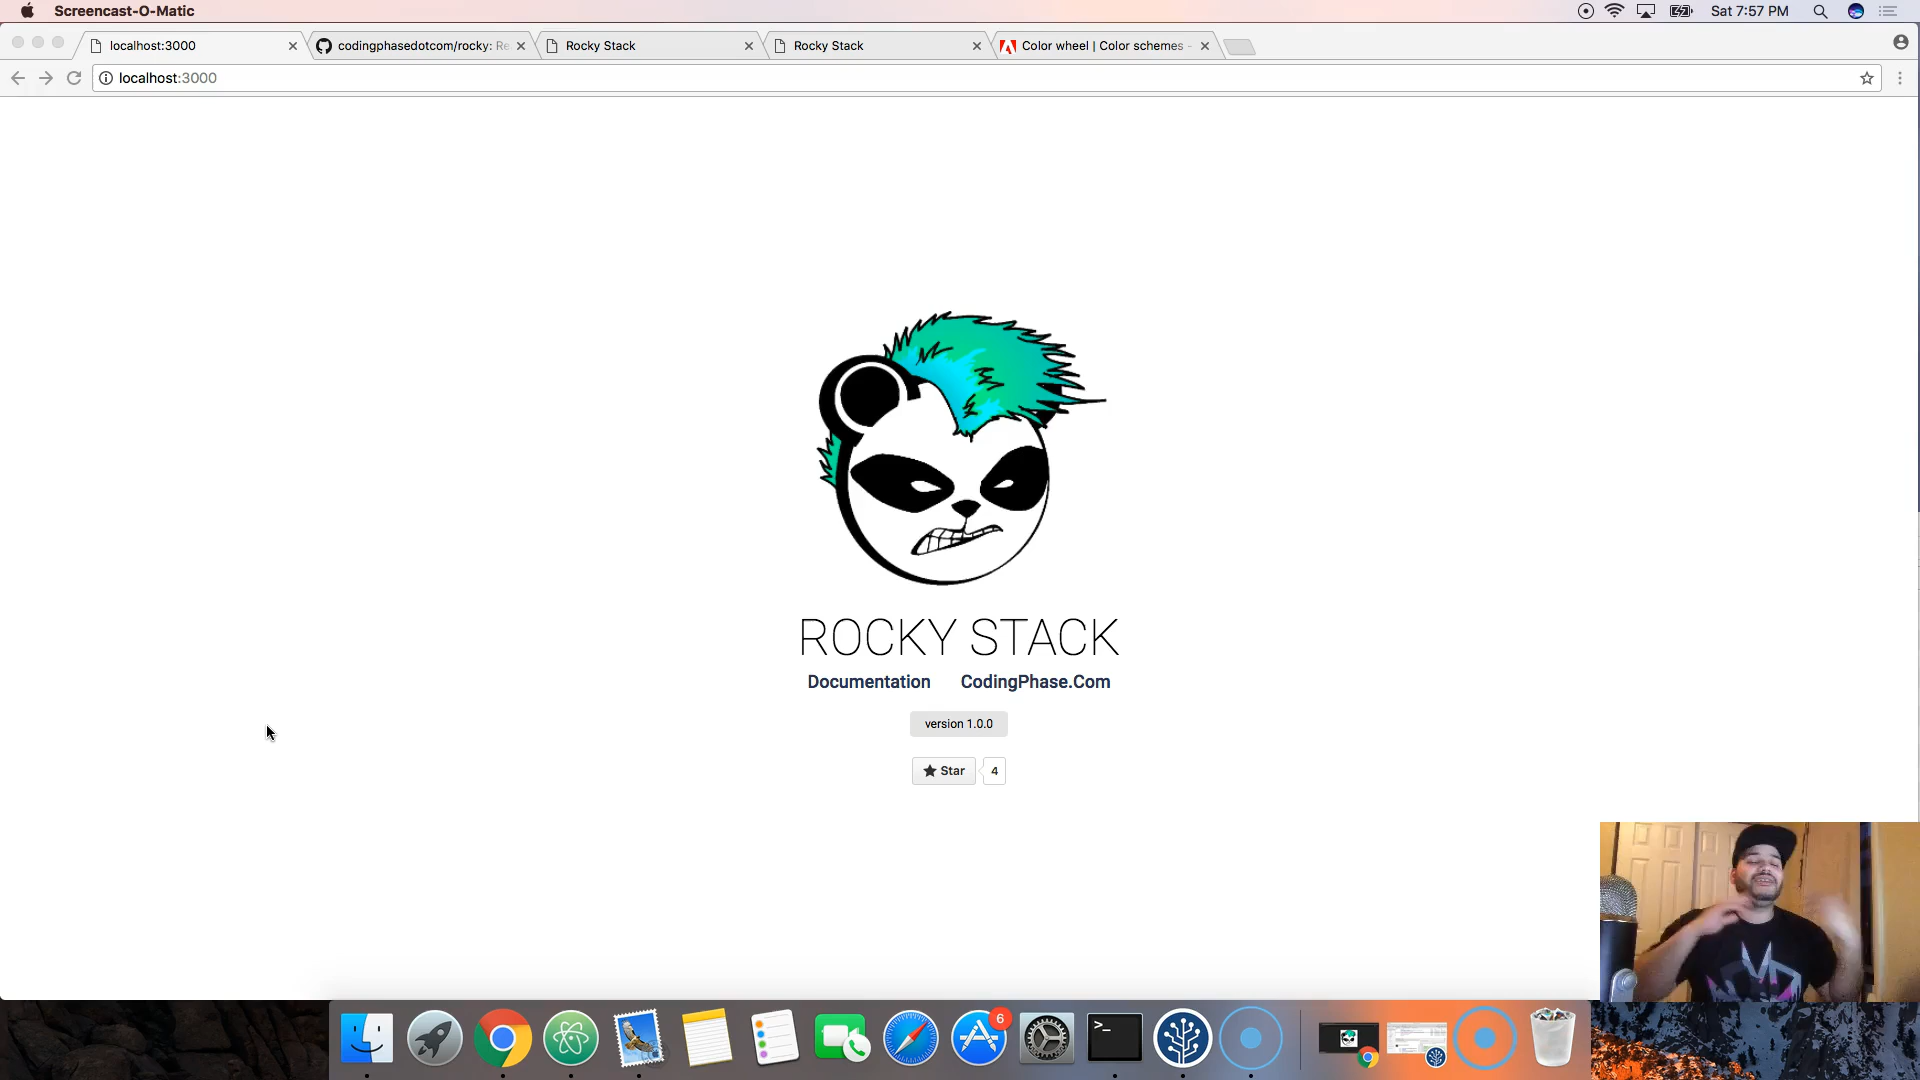 Screencast-O-Matic
Sat 7:57 PM
localhost:3000
codingphasedotcom/rocky: Re
Rocky Stack
Rocky Stack
Color wheel | Color schemes -
localhost:3000
ROCKY STACK
Documentation
CodingPhase.Com
version 1.0.0
Star
4
6
>_